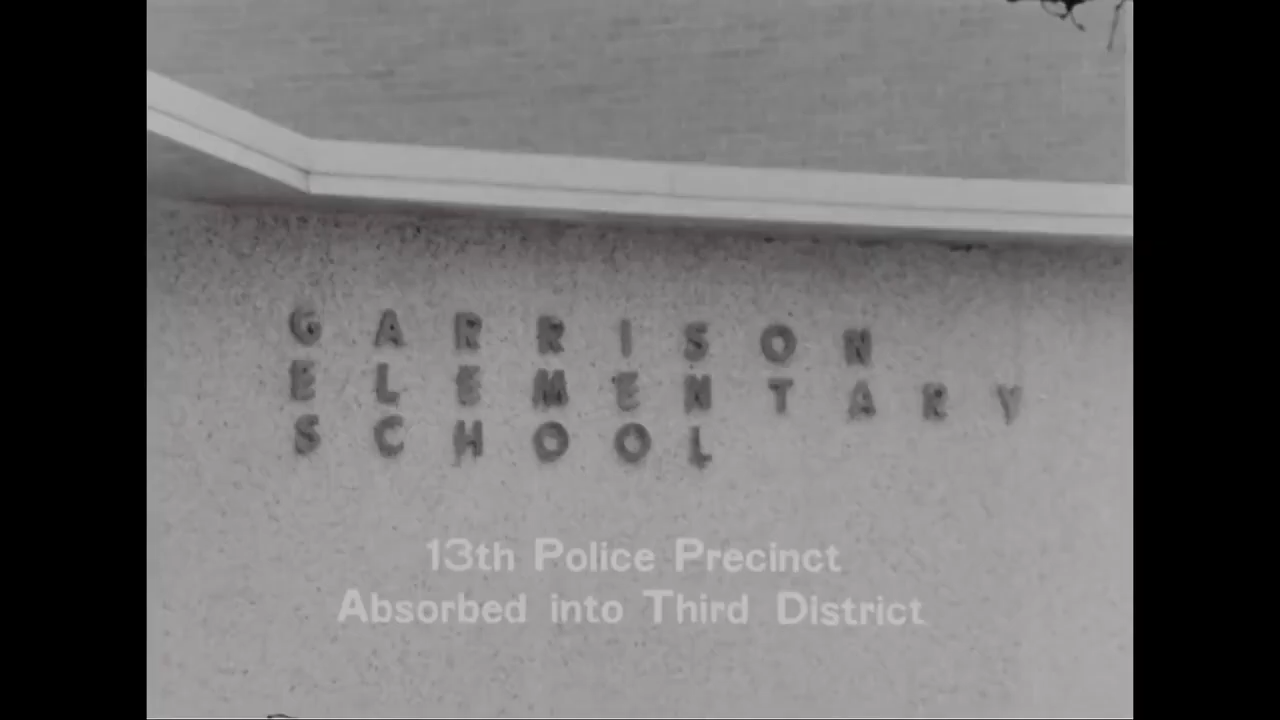 GARRISON
ELEMENTARY
SCHOOL
13th Police Precinct
Absorbed into Third District